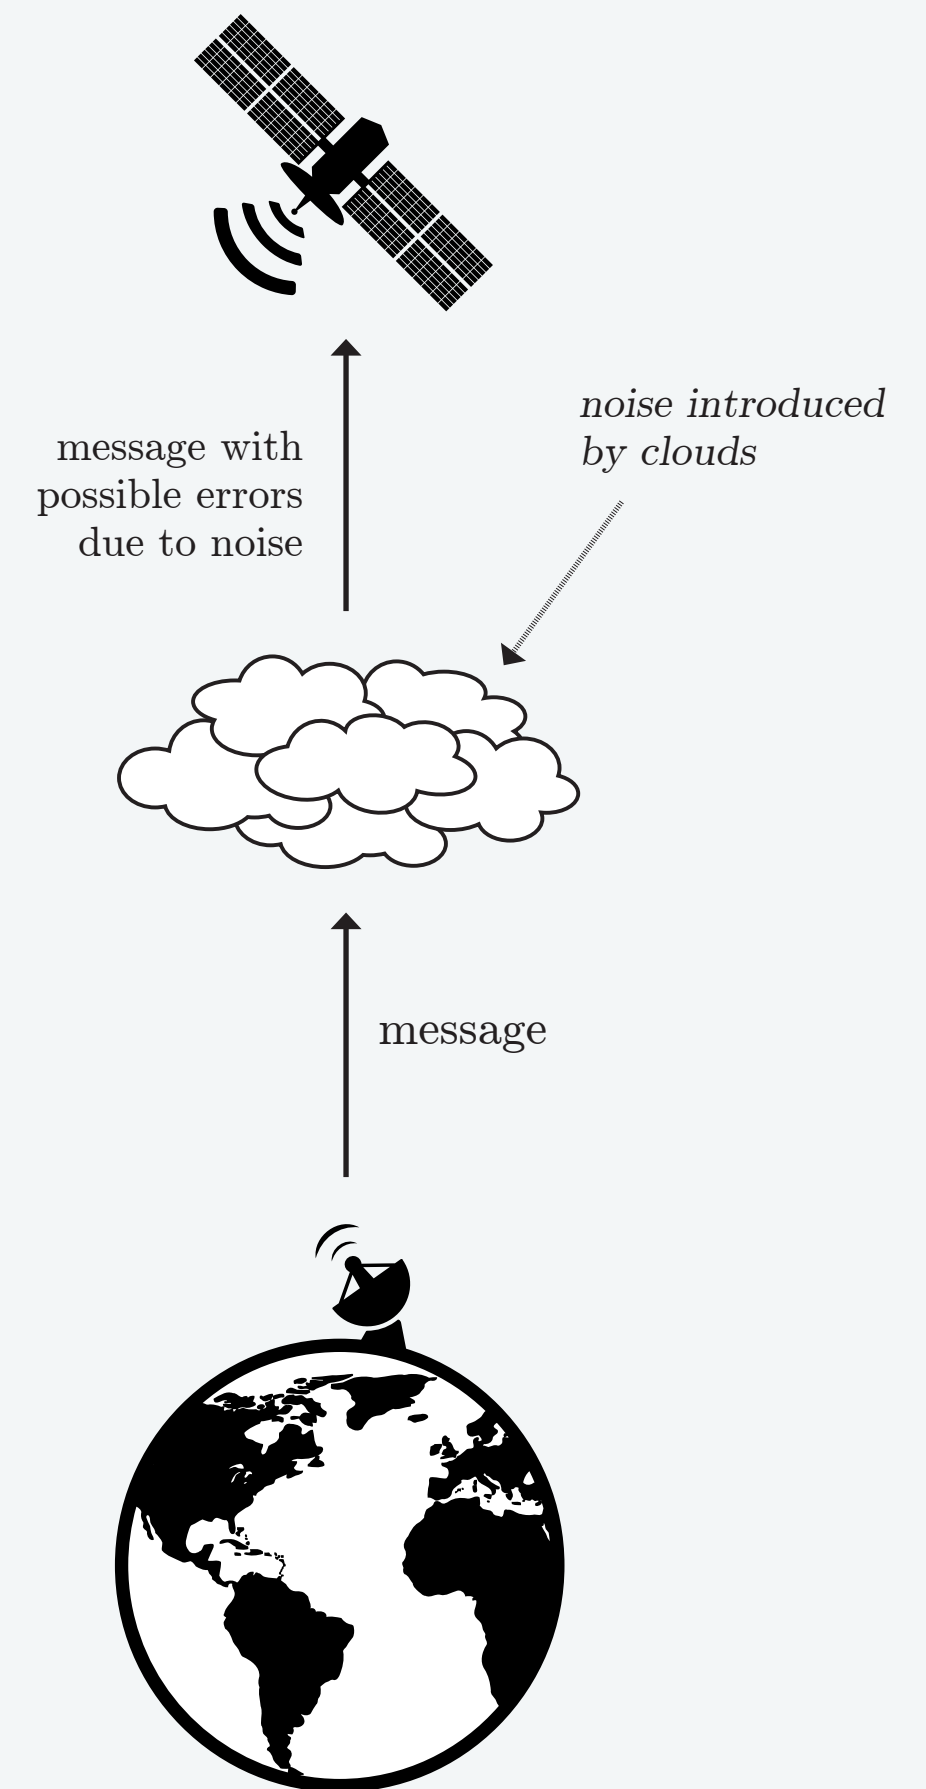 noise introduced
by clouds
message with
possible errors
due to noise
message